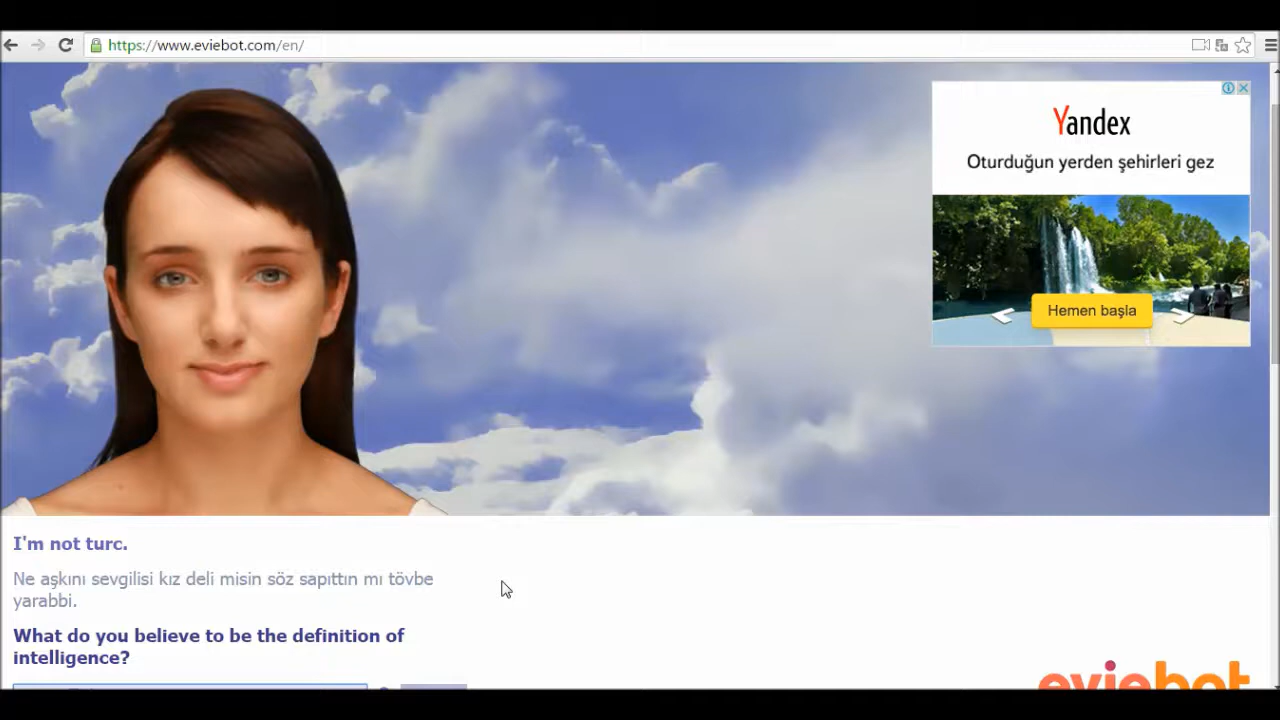 https://www.eviebot.com/en/
Yandex
Oturduğun yerden şehirleri gez
Hemen başla
I'm not turc.
Ne aşkını sevgilisi kız deli misin söz sapıttın mı tövbe
yarabbi.
What do you believe to be the definition of
intelligence?
eviebot